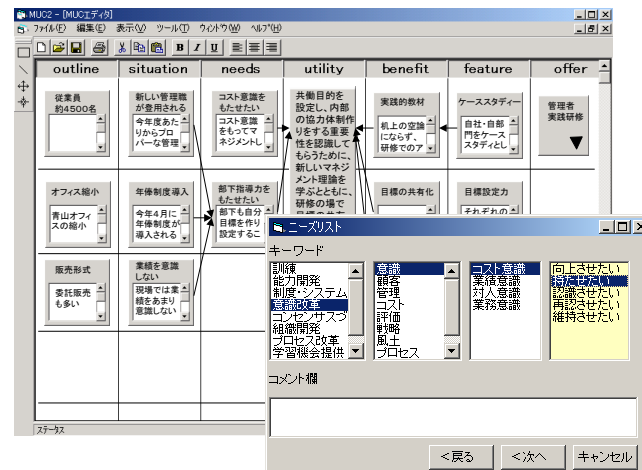 MUC2 - [MUCエディタ]
ファイル(F) 編集(E) 表示(V) ツール(T) ウィンドウ(W) ヘルプ(H)
B I U
outline situation needs utility benefit feature offer
従業員
約4500名
新しい管理職
が登用される
今年度あた
りからプロ
パーな管理
コスト意識を
もたせたい
コスト意識
をもってマ
ネジメントし
共働目的を
設定し、内部
の協力体制作
りをする重要
性を認識して
もらうために、
新しいマネジ
メント理論を
学ぶとともに、
研修の場で
実践的教材
机上の空論
にならず、
研修でのア
ケーススタディー
自社・自部
門をケース
スタディとし
管理者
実践研修
オフィス縮小
青山オフィ
スの縮小
年俸制度導入
今年4月に
年俸制度が
導入される
部下指導力を
もたせたい
部下も自分
目標を作り
設定するこ
目標の共有化
目標設定力
それぞれの
販売形式
委託販売
も多い
業績を意識
しない
現場では業
績をあまり
意識しない
ステータス
ニーズリスト
キーワード
訓練
能力開発
制度・システム
意識改革
コンセンサスづ
組織開発
プロセス改革
学習機会提供
意識
顧客
管理
コスト
評価
戦略
風土
プロセス
コスト意識
業績意識
対人意識
業務意識
向上させたい
持たせたい
認識させたい
再認させたい
維持させたい
コメント欄
<戻る <次へ キャンセル